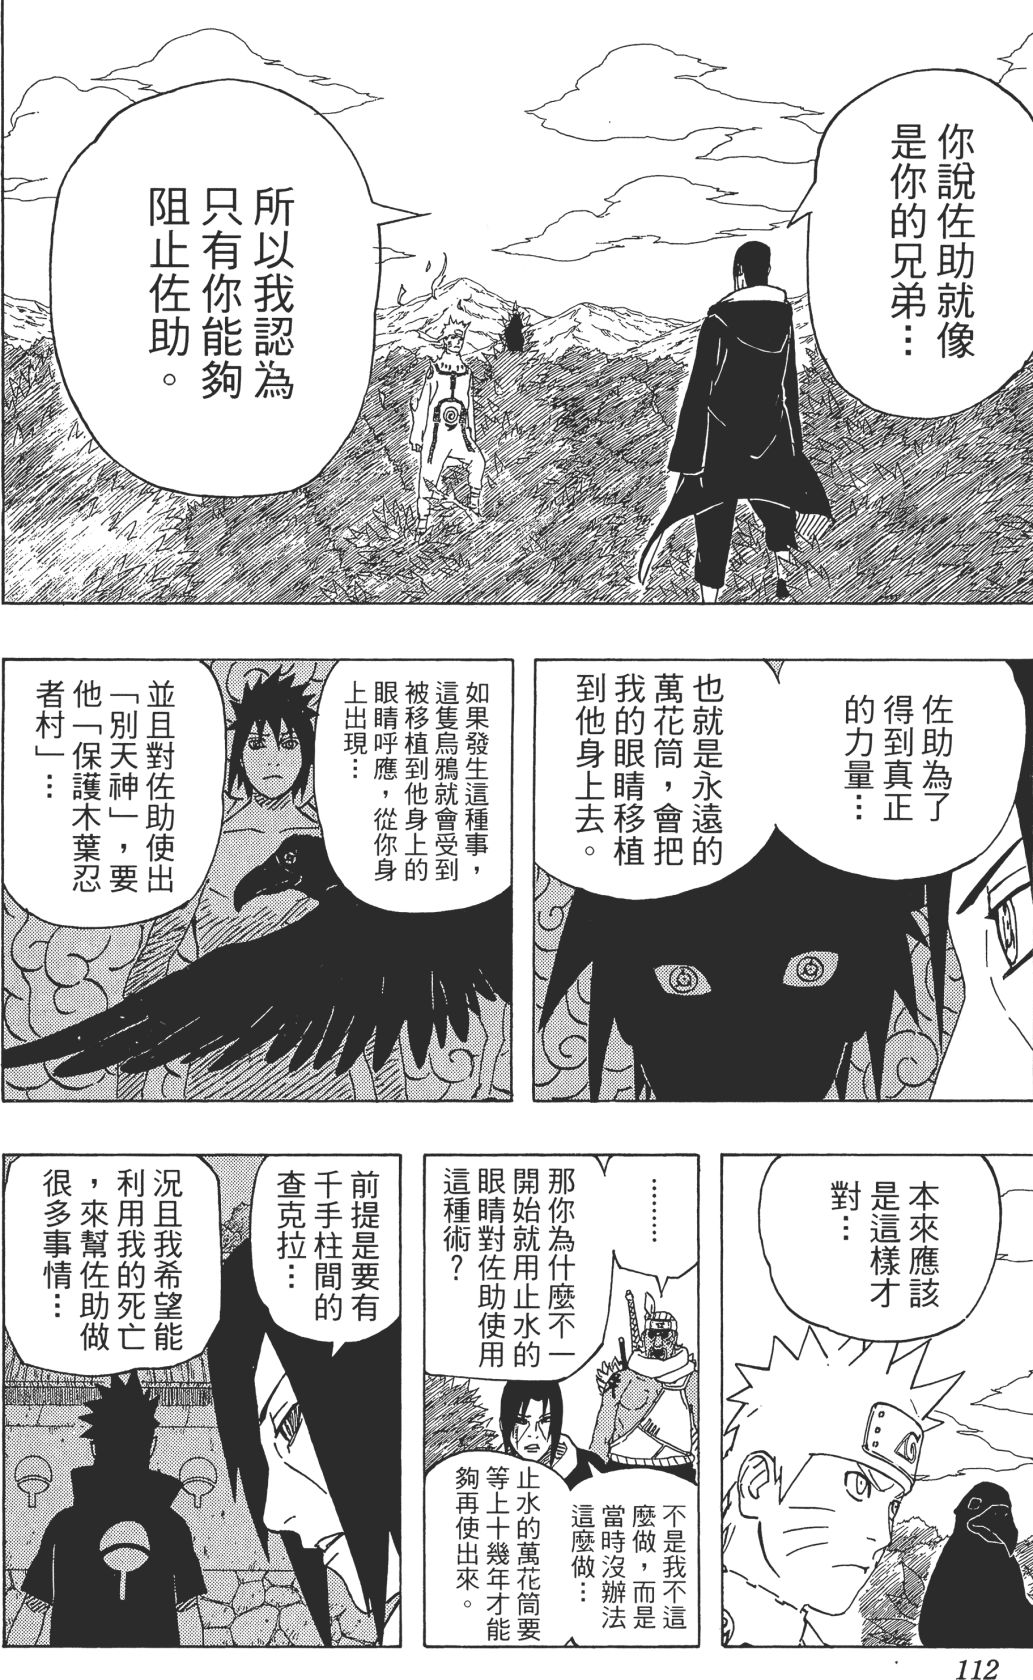 你說佐助就像
是你的兄弟…
所以我認為
只有你能夠
阻止佐助。
佐助為了
得到真正
的力量…
也就是永遠的
萬花筒，會把
我的眼睛移植
到他身上去。
如果發生這種事，
這隻烏鴉就會受到
被移植到他身上的
眼睛呼應，從你身
上出現…
並且對佐助使出
「別天神」，要
他「保護木葉忍
者村」…
本來應該
是這樣才
對…
………
那你為什麼不一
開始就用止水的
眼睛對佐助使用
這種術？
不是我不這
麼做，而是
當時沒辦法
這麼做…
止水的萬花筒要
等上十幾年才能
夠再使出來。
前提是要有
千手柱間的
查克拉…
況且我希望能
利用我的死亡
，來幫佐助做
很多事情…
112